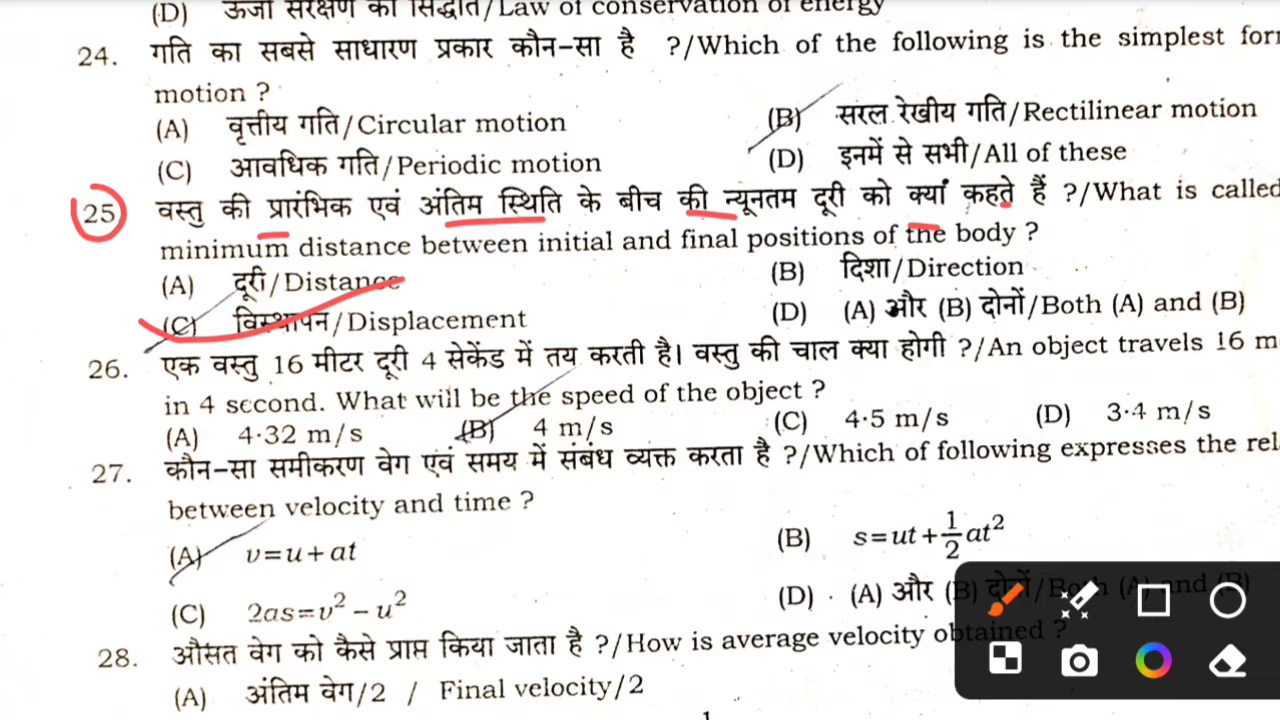 (D) ऊर्जा संरक्षण का सिद्धांत/Law of conservation of energy
24. गति का सबसे साधारण प्रकार कौन-सा है ?/Which of the following is the simplest
motion ?
(A) वृत्तीय गति/Circular motion (B) सरल रेखीय गति/Rectilinear motion
(C) आवधिक गति/Periodic motion (D) इनमें से सभी/All of these
25 वस्तु की प्रारंभिक एवं अंतिम स्थिति के बीच की न्यूनतम दूरी को क्या कहते हैं ?/What is called
minimum distance between initial and final positions of the body ?
(A) दूरी/Distance (B) दिशा/Direction
(C) विस्थापन/Displacement (D) (A) और (B) दोनों/Both (A) and (B)
26. एक वस्तु 16 मीटर दूरी 4 सेकेंड में तय करती है। वस्तु की चाल क्या होगी ?/An object travels 16 m
in 4 second. What will be the speed of the object ?
(A) 4·32 m/s (B) 4 m/s (C) 4·5 m/s (D) 3·4 m/s
27. कौन-सा समीकरण वेग एवं समय में संबंध व्यक्त करता है ?/Which of following expresses the
between velocity and time ?
(A) v=u+at (B) s=ut+½at²
(C) 2as=v²−u² (D) (A) और (B) दोनों/Both (A) and (B)
28. औसत वेग को कैसे प्राप्त किया जाता है ?/How is average velocity obtained ?
(A) अंतिम वेग/2 / Final velocity/2